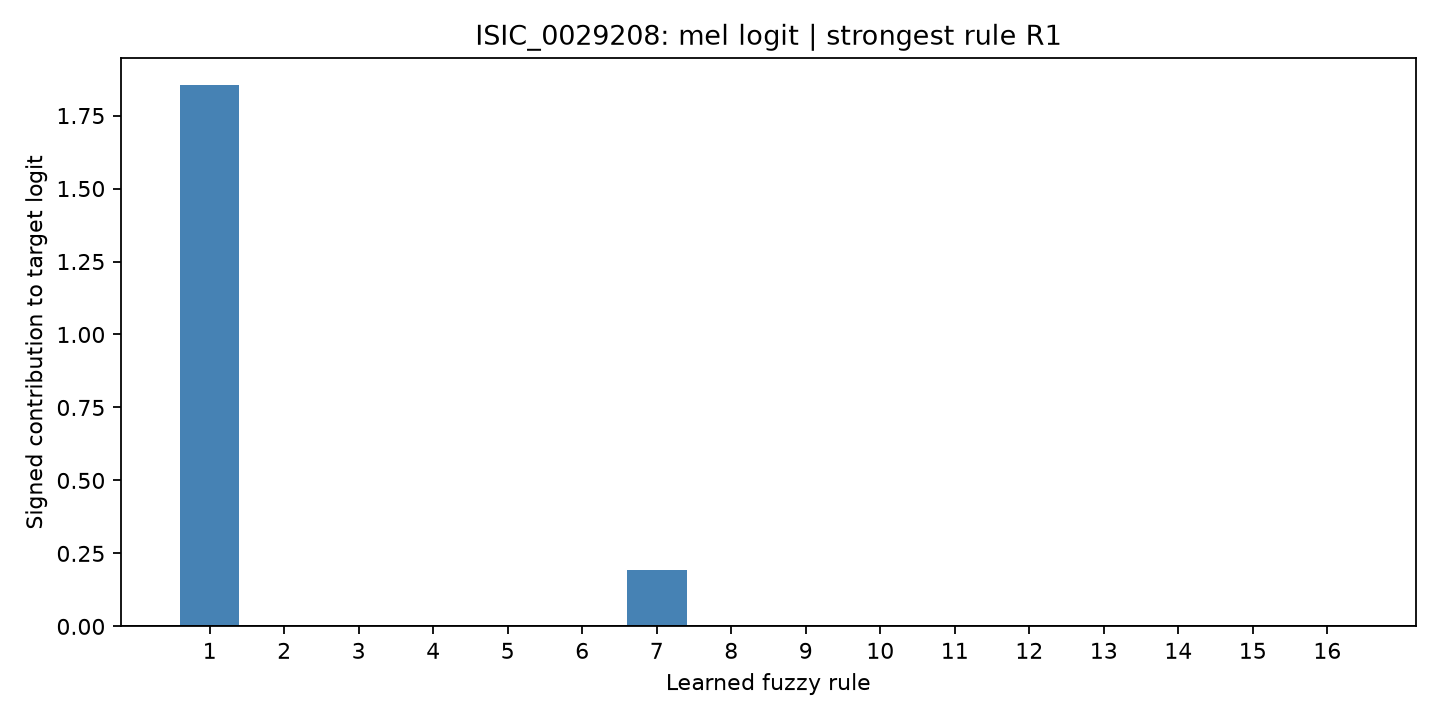 ISIC_0029208: mel logit | strongest rule R1
Signed contribution to target logit
1.75
1.50
1.25
1.00
0.75
0.50
0.25
0.00
1 2 3 4 5 6 7 8 9 10 11 12 13 14 15 16
Learned fuzzy rule